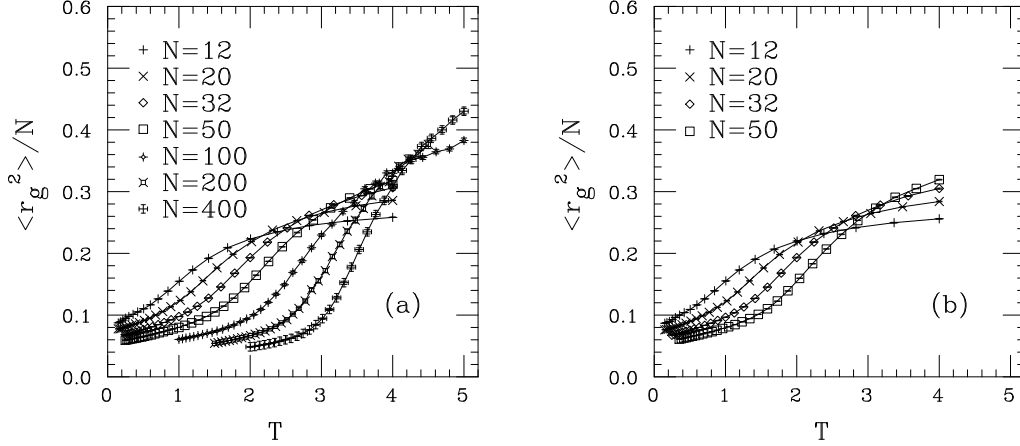 0.6
0.5
0.4
0.3
0.2
0.1
0.0
<r_g^2>/N
N=12
N=20
N=32
N=50
N=100
N=200
N=400
(a)
0 1 2 3 4 5
T
0.6
0.5
0.4
0.3
0.2
0.1
0.0
<r_g^2>/N
N=12
N=20
N=32
N=50
(b)
0 1 2 3 4 5
T